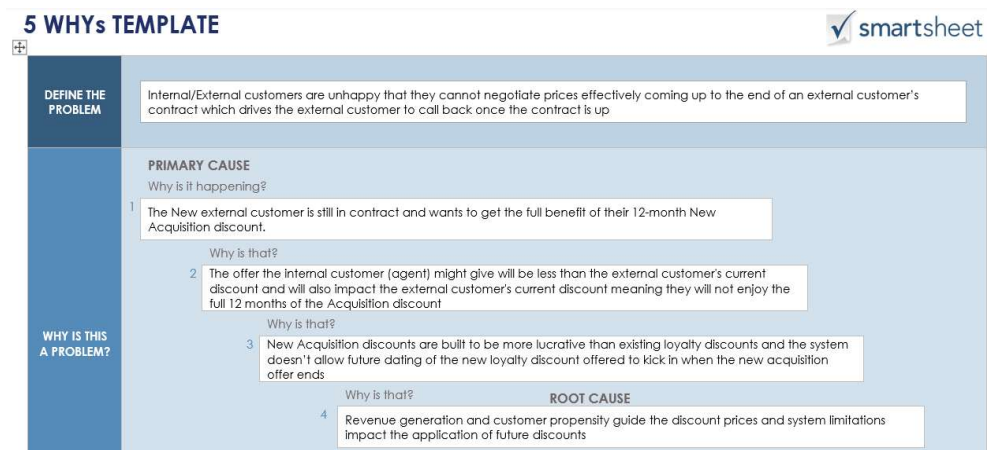 5 WHYs TEMPLATE
smartsheet
DEFINE THE
PROBLEM
Internal/External customers are unhappy that they cannot negotiate prices effectively coming up to the end of an external customer's
contract which drives the external customer to call back once the contract is up
WHY IS THIS
A PROBLEM?
PRIMARY CAUSE
Why is it happening?
1
The New external customer is still in contract and wants to get the full benefit of their 12-month New
Acquisition discount.
Why is that?
2
The offer the internal customer (agent) might give will be less than the external customer's current
discount and will also impact the external customer's current discount meaning they will not enjoy the
full 12 months of the Acquisition discount
Why is that?
3
New Acquisition discounts are built to be more lucrative than existing loyalty discounts and the system
doesn't allow future dating of the new loyalty discount offered to kick in when the new acquisition
offer ends
Why is that?
ROOT CAUSE
4
Revenue generation and customer propensity guide the discount prices and system limitations
impact the application of future discounts